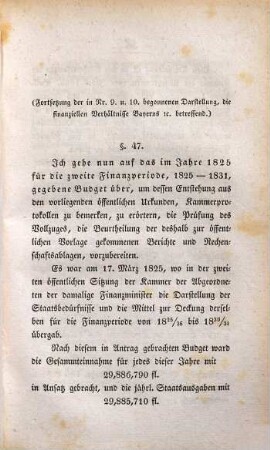 (Fortsetzung der in Nr. 9. u. 10. begonnenen Darstellung, die
finanziellen Verhältnisse Bayerns ꝛc. betreffend.)
§. 47.
Ich gehe nun auf das im Jahre 1825
für die zweite Finanzperiode, 1825 — 1831,
gegebene Budget über, um dessen Entstehung aus
den vorliegenden öffentlichen Urkunden, Kammerpro-
tokollen zu bemerken, zu erörtern, die Prüfung des
Vollzuges, die Beurtheilung der deshalb zur öffent-
lichen Vorlage gekommenen Berichte und Rechen-
schaftsablagen, vorzubereiten.
Es war am 17. März 1825, wo in der zwei-
ten öffentlichen Sitzung der Kammer der Abgeord-
neten der damalige Finanzminister die Darstellung der
Staatsbedürfnisse und die Mittel zur Deckung dersel-
ben für die Finanzperiode von 18²⁵/₂₆ bis 18³⁰/₃₁
übergab.
Nach diesem in Antrag gebrachten Budget ward
die Gesammteinnahme für jedes dieser Jahre mit
29,886,790 fl.
in Ansatz gebracht, und die jährl. Staatsausgaben mit
29,885,710 fl.